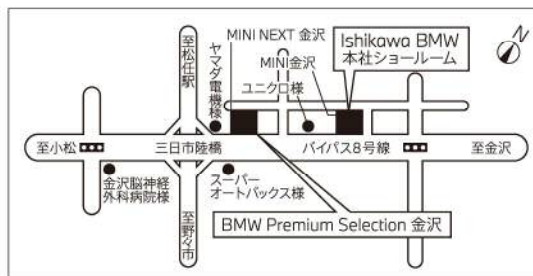 MINI NEXT 金沢
Ishikawa BMW
本社ショールーム
N
至松任駅
ヤマダ電機様
MINI金沢
ユニクロ様
至小松
三日市陸橋
バイパス8号線
至金沢
金沢脳神経
外科病院様
スーパー
オートバックス様
至野々市
BMW Premium Selection 金沢